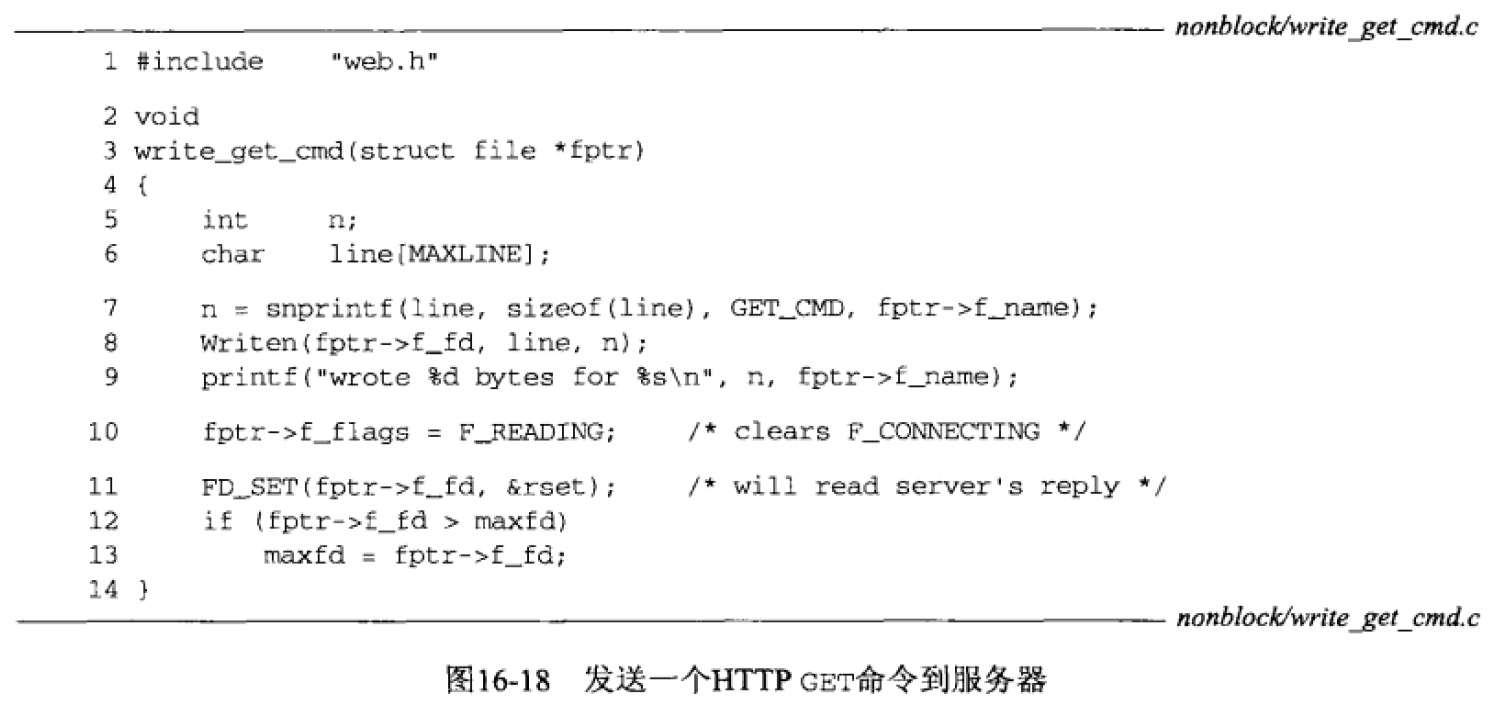 nonblock/write_get_cmd.c
1 #include    "web.h"
2 void
3 write_get_cmd(struct file *fptr)
4 {
5     int     n;
6     char    line[MAXLINE];
7     n = snprintf(line, sizeof(line), GET_CMD, fptr->f_name);
8     Writen(fptr->f_fd, line, n);
9     printf("wrote %d bytes for %s\n", n, fptr->f_name);
10     fptr->f_flags = F_READING;    /* clears F_CONNECTING */
11     FD_SET(fptr->f_fd, &rset);    /* will read server's reply */
12     if (fptr->f_fd > maxfd)
13         maxfd = fptr->f_fd;
14 }
nonblock/write_get_cmd.c
图16-18 发送一个HTTP GET命令到服务器